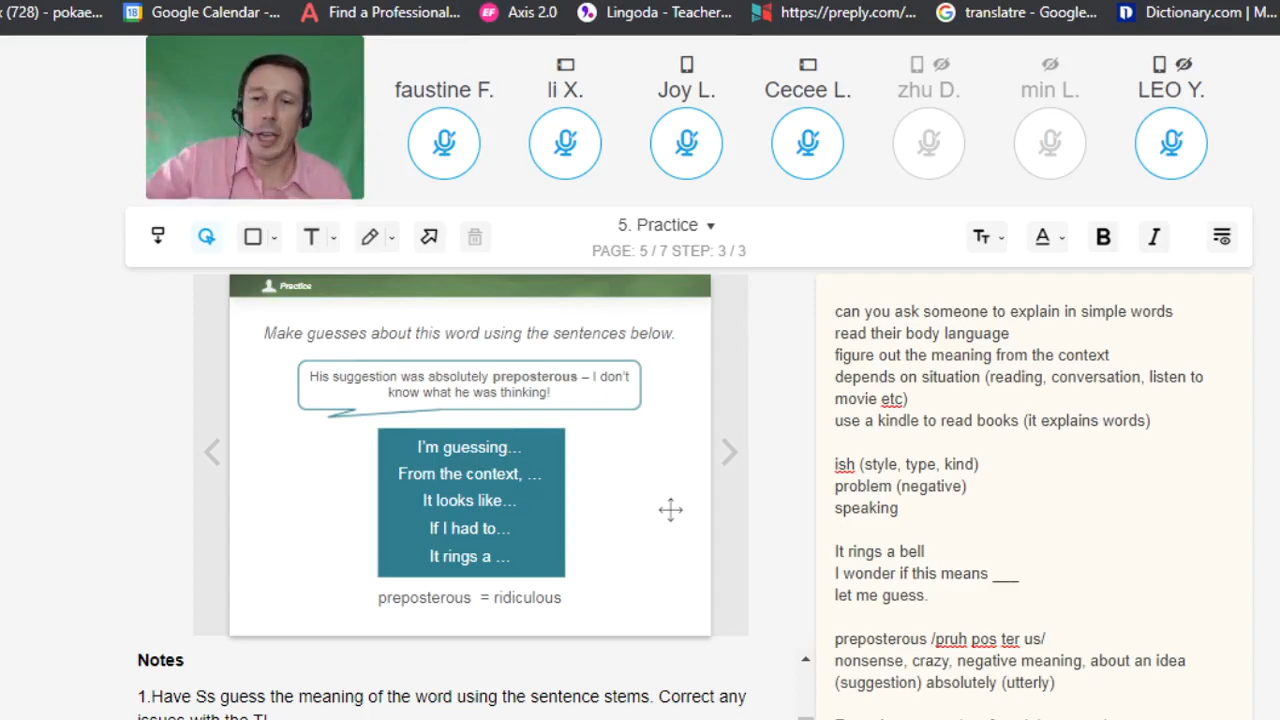 (728) - pokae...
Google Calendar -...
Find a Professional...
EF
Axis 2.0
Lingoda - Teacher...
https://preply.com/...
translatre - Google...
Dictionary.com | M...
faustine F.
li X.
Joy L.
Cecee L.
zhu D.
min L.
LEO Y.
5. Practice
PAGE: 5 / 7 STEP: 3 / 3
Practice
Make guesses about this word using the sentences below.
His suggestion was absolutely preposterous – I don't
know what he was thinking!
I'm guessing...
From the context, ...
It looks like...
If I had to...
It rings a ...
preposterous = ridiculous
Notes
1.Have Ss guess the meaning of the word using the sentence stems. Correct any
can you ask someone to explain in simple words
read their body language
figure out the meaning from the context
depends on situation (reading, conversation, listen to
movie etc)
use a kindle to read books (it explains words)
ish (style, type, kind)
problem (negative)
speaking
It rings a bell
I wonder if this means ___
let me guess.
preposterous /pruh pos ter us/
nonsense, crazy, negative meaning, about an idea
(suggestion) absolutely (utterly)